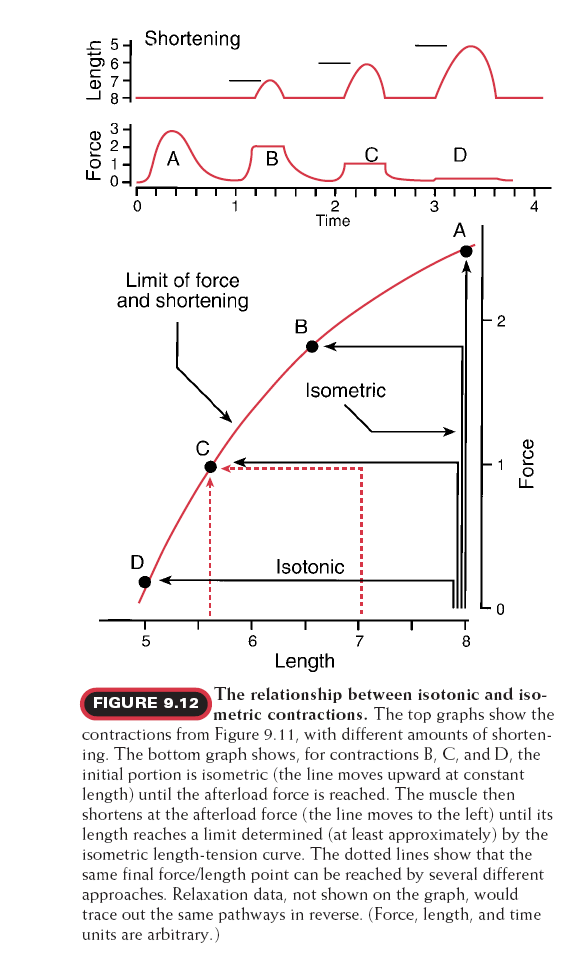 Shortening
Length
5
6
7
8
Force
3
2
1
0
A
B
C
D
0
1
2
3
4
Time
A
Limit of force
and shortening
B
2
Isometric
C
1
Force
D
Isotonic
0
5
6
7
8
Length
FIGURE 9.12
The relationship between isotonic and iso-
metric contractions. The top graphs show the
contractions from Figure 9.11, with different amounts of shorten-
ing. The bottom graph shows, for contractions B, C, and D, the
initial portion is isometric (the line moves upward at constant
length) until the afterload force is reached. The muscle then
shortens at the afterload force (the line moves to the left) until its
length reaches a limit determined (at least approximately) by the
isometric length-tension curve. The dotted lines show that the
same final force/length point can be reached by several different
approaches. Relaxation data, not shown on the graph, would
trace out the same pathways in reverse. (Force, length, and time
units are arbitrary.)